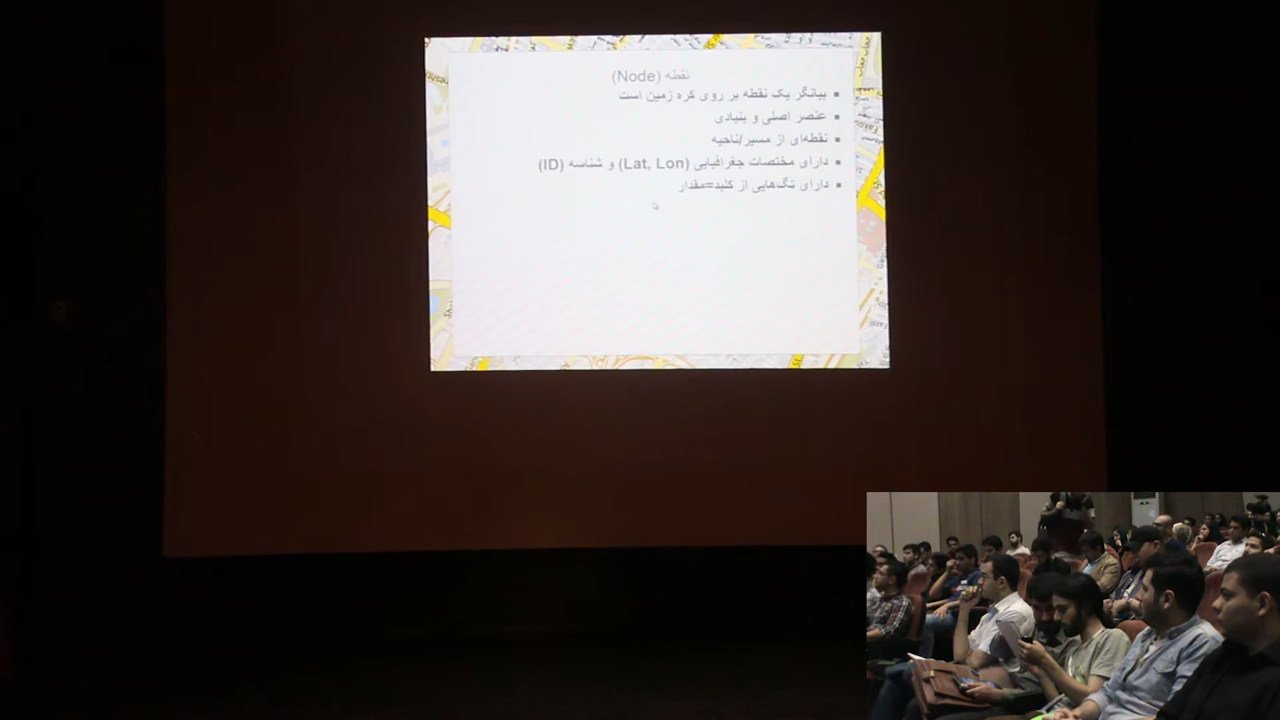 نقطه (Node)
بیانگر یک نقطه بر روی کره زمین است
عنصر اصلی و بنیادی
نقطه‌ای از مسیر/ناحیه
دارای مختصات جغرافیایی (Lat, Lon) و شناسه (ID)
دارای تگ‌هایی از کلید=مقدار